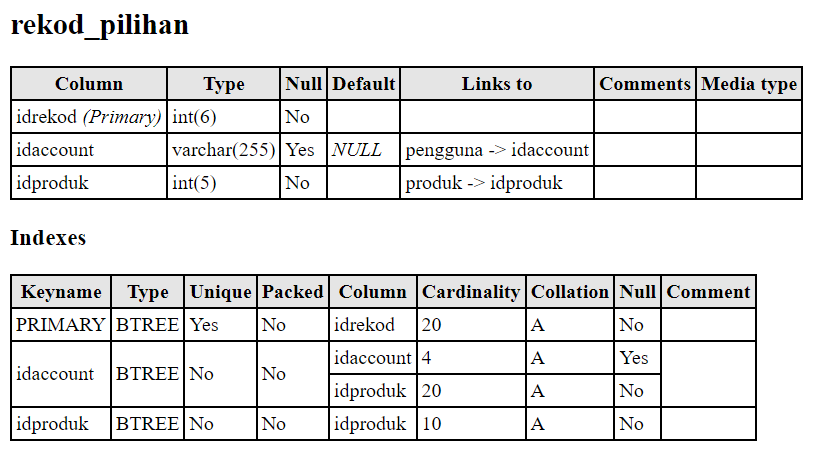 rekod_pilihan
Column Type Null Default Links to Comments Media type
idrekod (Primary) int(6) No
idaccount varchar(255) Yes NULL pengguna -> idaccount
idproduk int(5) No produk -> idproduk
Indexes
Keyname Type Unique Packed Column Cardinality Collation Null Comment
PRIMARY BTREE Yes No idrekod 20 A No
idaccount BTREE No No idaccount 4 A Yes
idproduk 20 A No
idproduk BTREE No No idproduk 10 A No